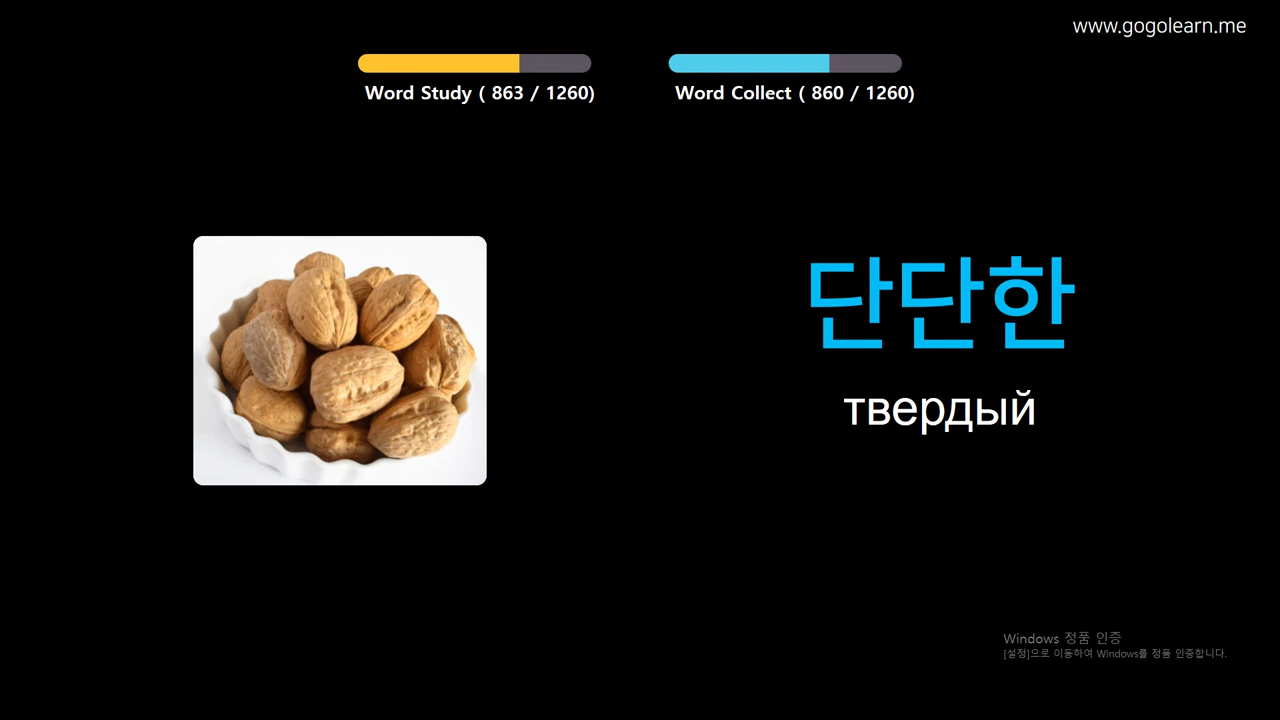 www.gogolearn.me
Word Study ( 863 / 1260)
Word Collect ( 860 / 1260)
단단한
твердый
Windows 정품 인증
[설정]으로 이동하여 Windows를 정품 인증합니다.